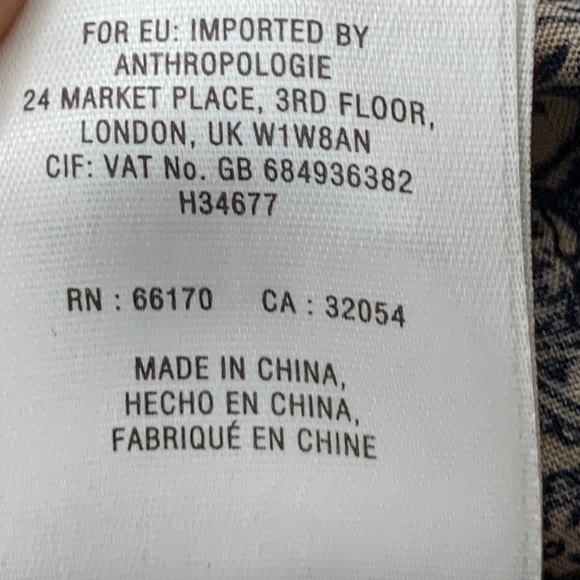 FOR EU: IMPORTED BY
ANTHROPOLOGIE
24 MARKET PLACE, 3RD FLOOR,
LONDON, UK W1W8AN
CIF: VAT No. GB 684936382
H34677
RN : 66170 CA : 32054
MADE IN CHINA,
HECHO EN CHINA,
FABRIQUÉ EN CHINE